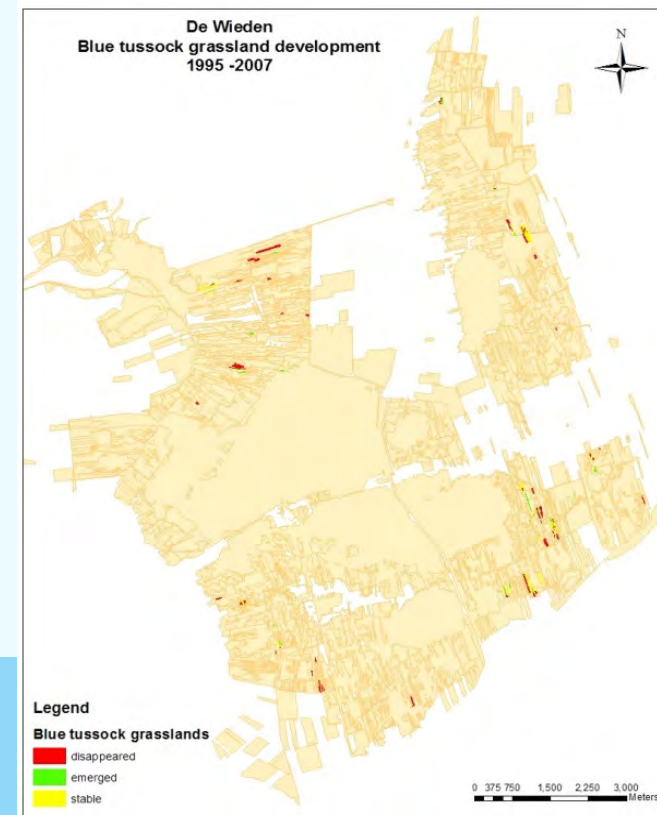 De Wieden
Blue tussock grassland development
1995 -2007
N
Legend
Blue tussock grasslands
disappeared
emerged
stable
0 375 750 1,500 2,250 3,000
Meters